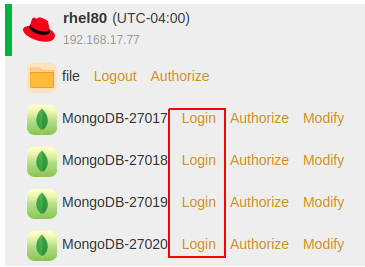 rhel80 (UTC-04:00)
192.168.17.77
file Logout Authorize
MongoDB-27017 Login Authorize Modify
MongoDB-27018 Login Authorize Modify
MongoDB-27019 Login Authorize Modify
MongoDB-27020 Login Authorize Modify